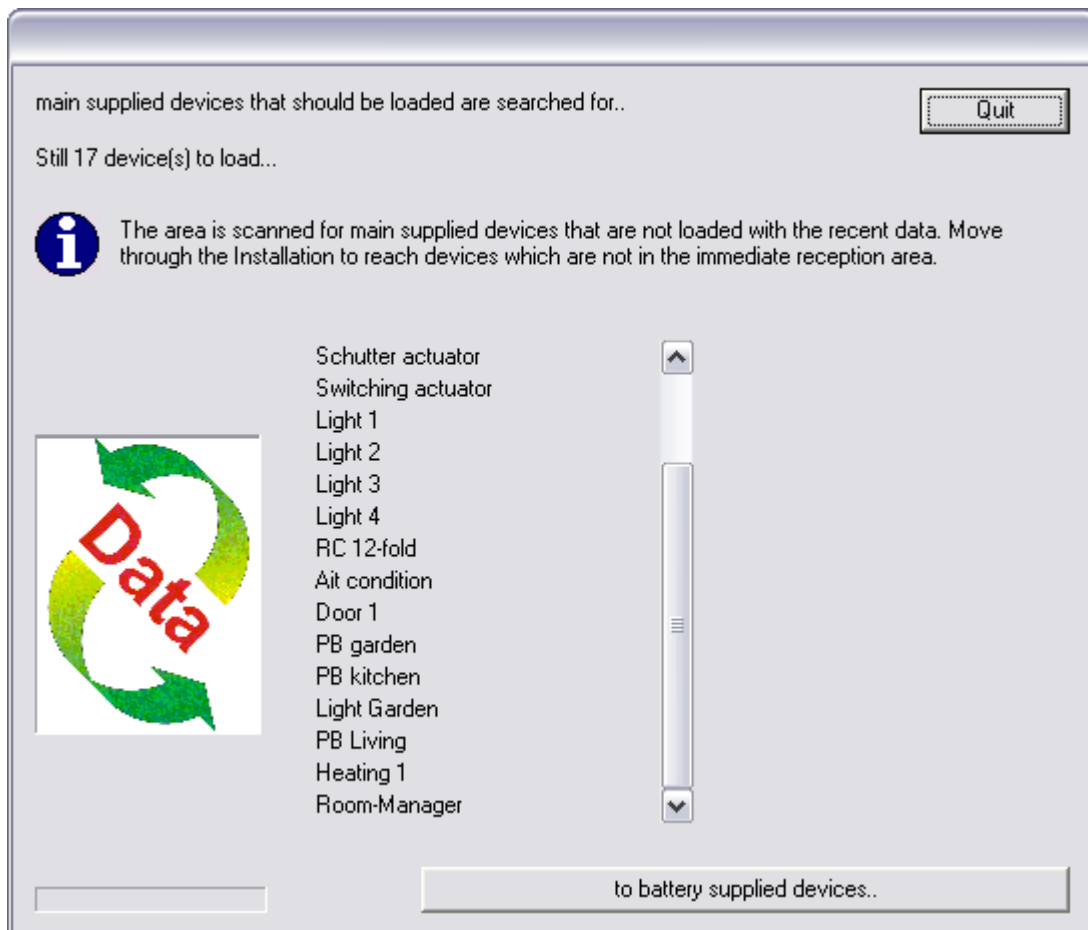 main supplied devices that should be loaded are searched for..
Quit
Still 17 device(s) to load...
i
The area is scanned for main supplied devices that are not loaded with the recent data. Move
through the Installation to reach devices which are not in the immediate reception area.
Schutter actuator
Switching actuator
Light 1
Light 2
Light 3
Light 4
RC 12-fold
Ait condition
Door 1
PB garden
PB kitchen
Light Garden
PB Living
Heating 1
Room-Manager
Data
to battery supplied devices..